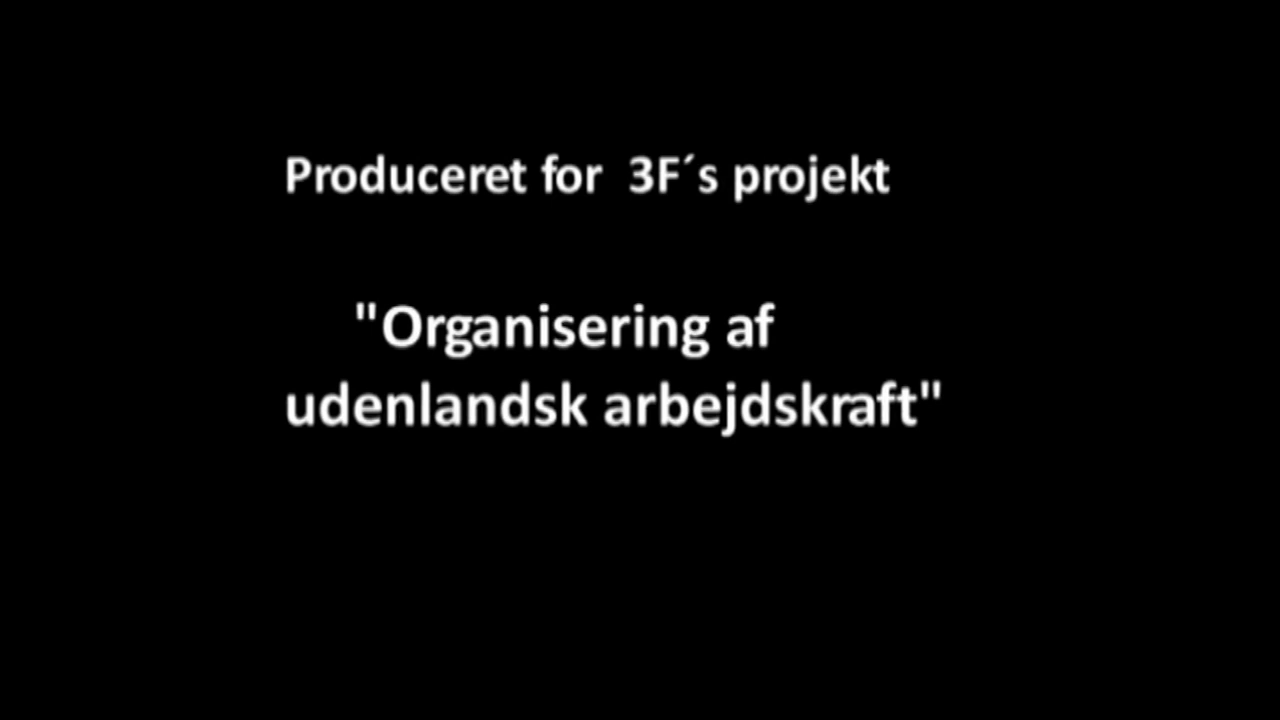 Produceret for 3F´s projekt
"Organisering af
udenlandsk arbejdskraft"